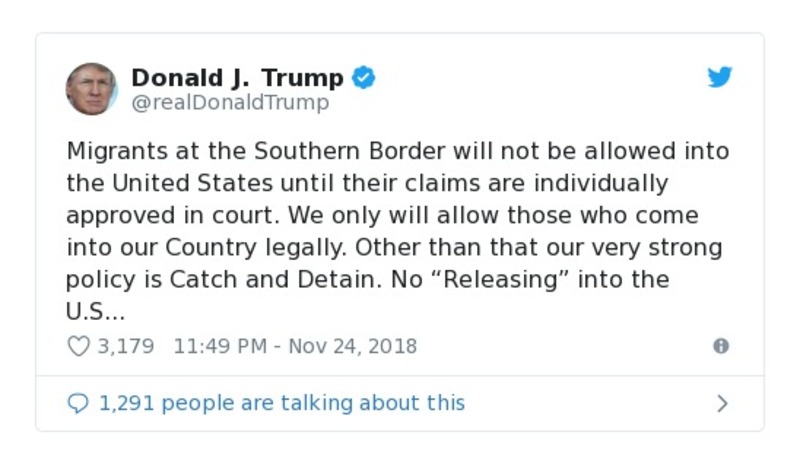 Donald J. Trump
@realDonaldTrump
Migrants at the Southern Border will not be allowed into
the United States until their claims are individually
approved in court. We only will allow those who come
into our Country legally. Other than that our very strong
policy is Catch and Detain. No “Releasing” into the
U.S...
3,179 11:49 PM - Nov 24, 2018
1,291 people are talking about this